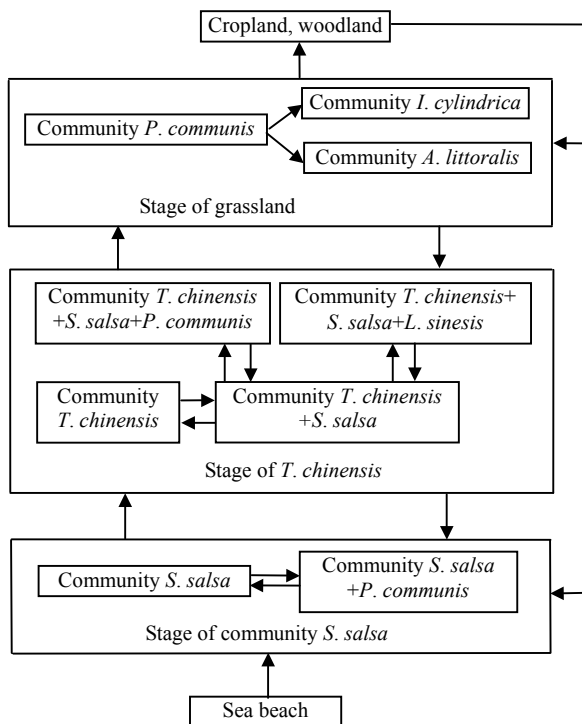 Cropland, woodland
Community I. cylindrica
Community P. communis
Community A. littoralis
Stage of grassland
Community T. chinensis
+S. salsa+P. communis
Community T. chinensis+
S. salsa+L. sinesis
Community
T. chinensis
Community T. chinensis
+S. salsa
Stage of T. chinensis
Community S. salsa
Community S. salsa
+P. communis
Stage of community S. salsa
Sea beach